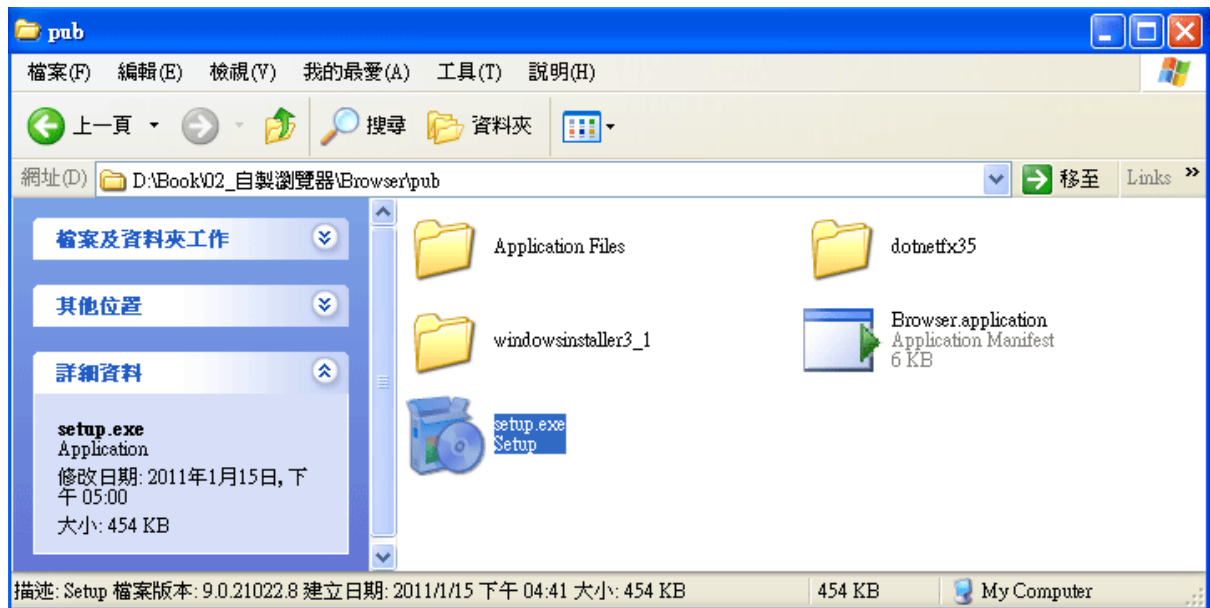 pub
檔案(F) 編輯(E) 檢視(V) 我的最愛(A) 工具(T) 說明(H)
上一頁 搜尋 資料夾
網址(D) D:\Book\02_自製瀏覽器\Browser\pub 移至 Links »
檔案及資料夾工作
其他位置
詳細資料
setup.exe
Application
修改日期: 2011年1月15日, 下
午 05:00
大小: 454 KB
Application Files
dotnetfx35
windowsinstaller3_1
Browser.application
Application Manifest
6 KB
setup.exe
Setup
描述: Setup 檔案版本: 9.0.21022.8 建立日期: 2011/1/15 下午 04:41 大小: 454 KB 454 KB My Computer